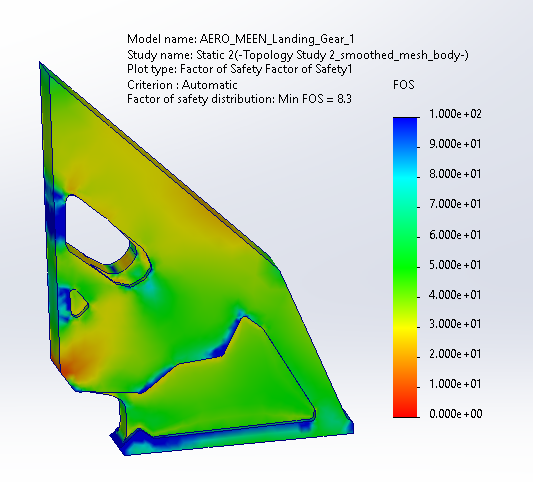 Model name: AERO_MEEN_Landing_Gear_1
Study name: Static 2(-Topology Study 2_smoothed_mesh_body-)
Plot type: Factor of Safety Factor of Safety1
Criterion : Automatic
Factor of safety distribution: Min FOS = 8.3
FOS
1.000e+02
9.000e+01
8.000e+01
7.000e+01
6.000e+01
5.000e+01
4.000e+01
3.000e+01
2.000e+01
1.000e+01
0.000e+00